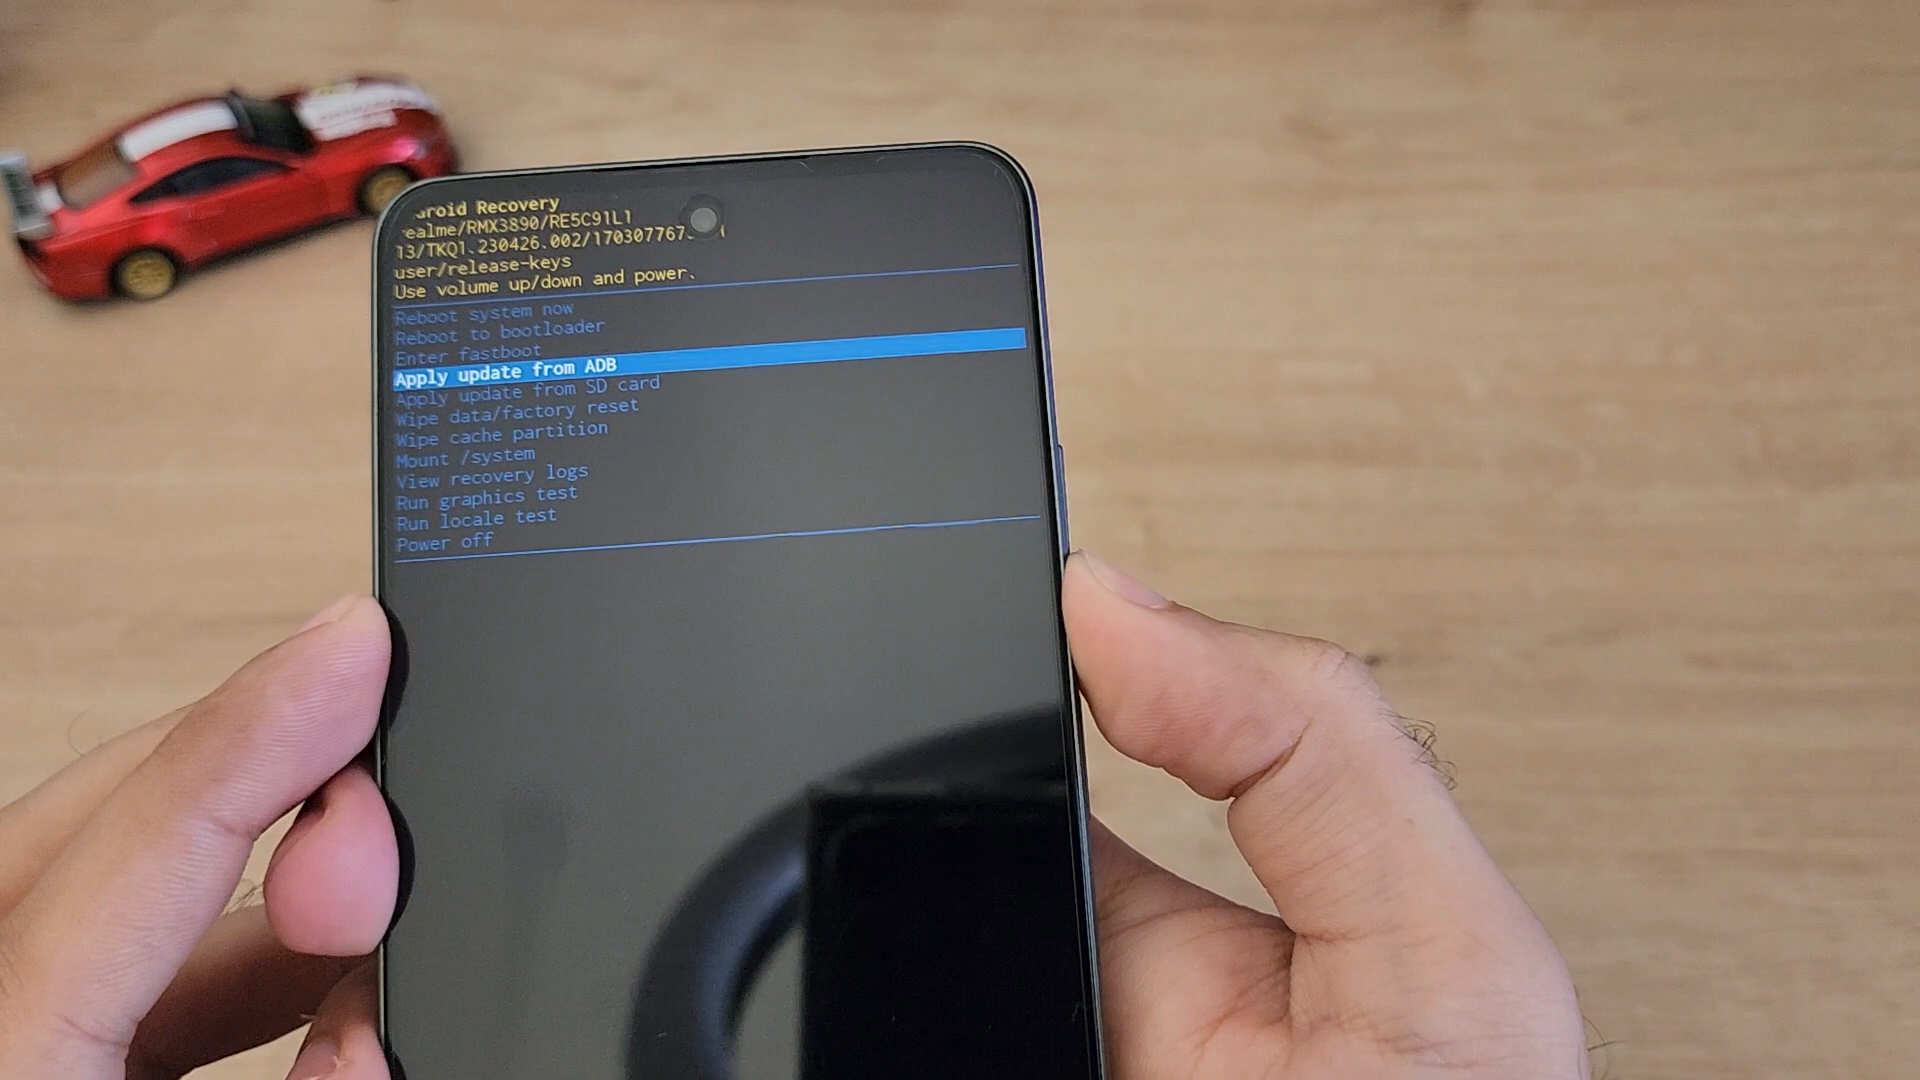 Recovery
realme/RMX3890/RE5C91L1
13/TKQ1.230426.002/170307767
user/release-keys
Use volume up/down and power.
Reboot system now
Reboot to bootloader
Enter fastboot
Apply update from ADB
Apply update from SD card
Wipe data/factory reset
Wipe cache partition
Mount /system
View recovery logs
Run graphics test
Run locale test
Power off